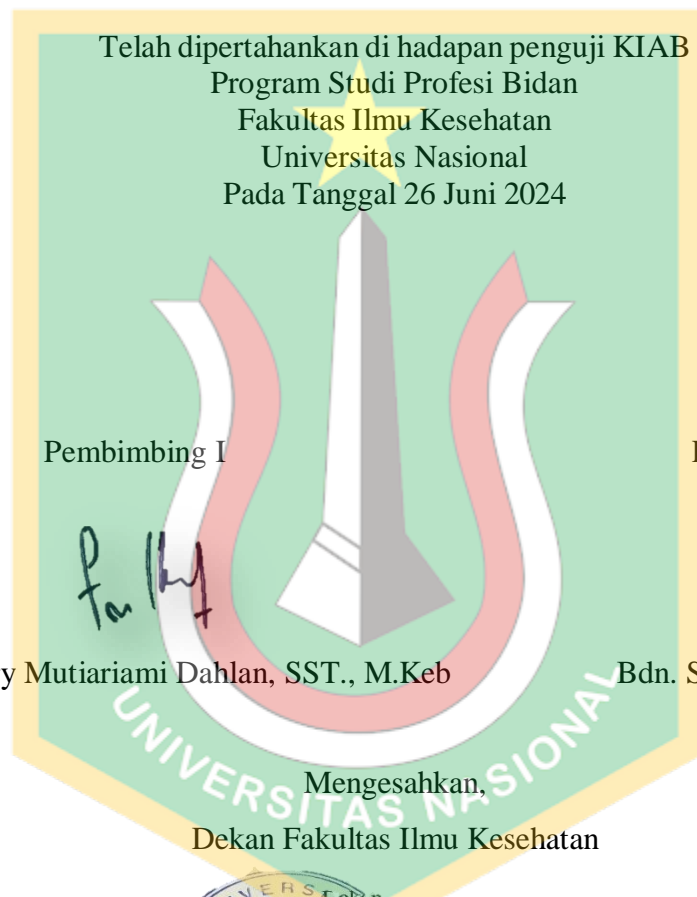 Telah dipertahankan di hadapan penguji KIAB
Program Studi Profesi Bidan
Fakultas Ilmu Kesehatan
Universitas Nasional
Pada Tanggal 26 Juni 2024
Pembimbing I
y Mutiariami Dahlan, SST., M.Keb
Bdn. S
UNIVERSITAS NASIONAL
Mengesahkan,
Dekan Fakultas Ilmu Kesehatan